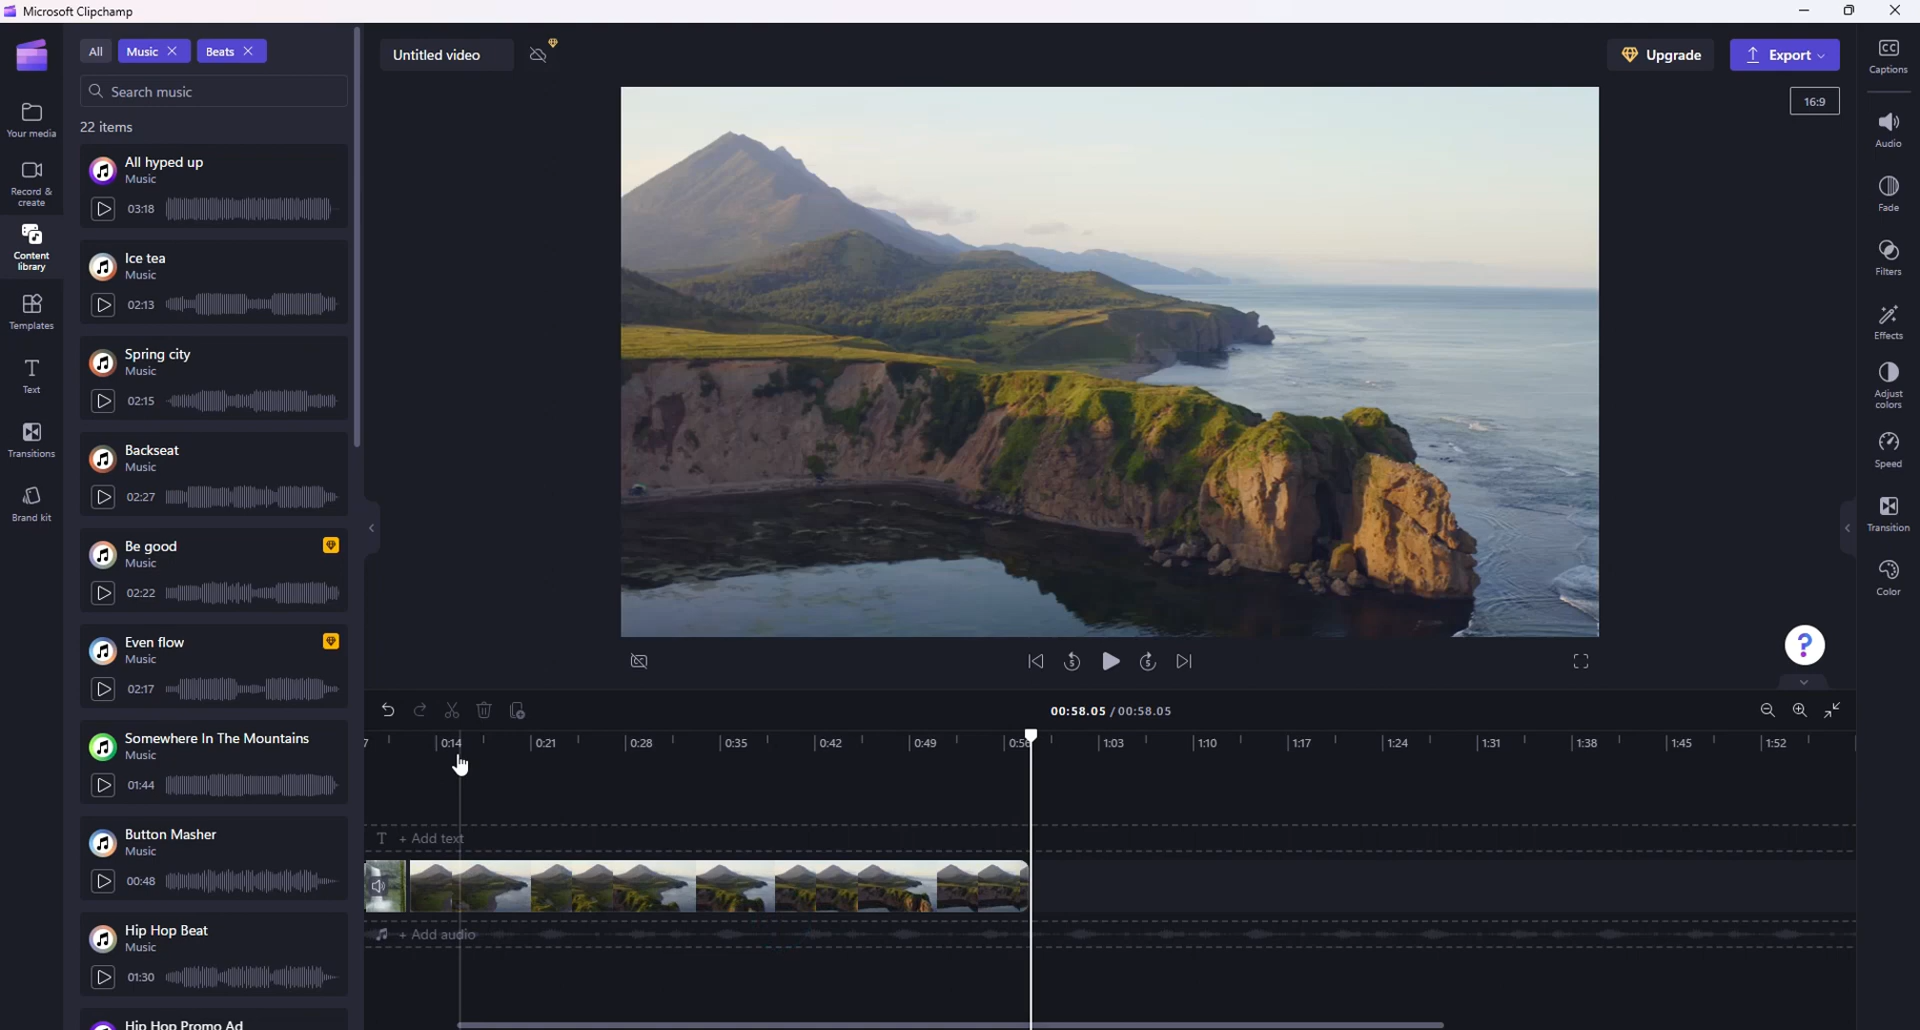 Microsoft Clipchamp
All
Music
Beats
Search music
22 items
All hyped up
Music
03:18
Ice tea
Music
02:13
Spring city
Music
02:15
Backseat
Music
02:27
Be good
Music
02:22
Even flow
Music
02:17
Somewhere In The Mountains
Music
01:44
Button Masher
Music
00:48
Hip Hop Beat
Music
01:30
Hip Hop Promo Ad
Your media
Record &
create
Content
library
Templates
Text
Transitions
Brand kit
Untitled video
Upgrade
Export
16:9
CC
Captions
Audio
Fade
Filters
Effects
Adjust
colors
Speed
Transition
Color
5
5
?
00:58.05 / 00:58.05
7
0:14
0:21
0:28
0:35
0:42
0:49
0:56
1:03
1:10
1:17
1:24
1:31
1:38
1:45
1:52
T + Add text
+ Add audio